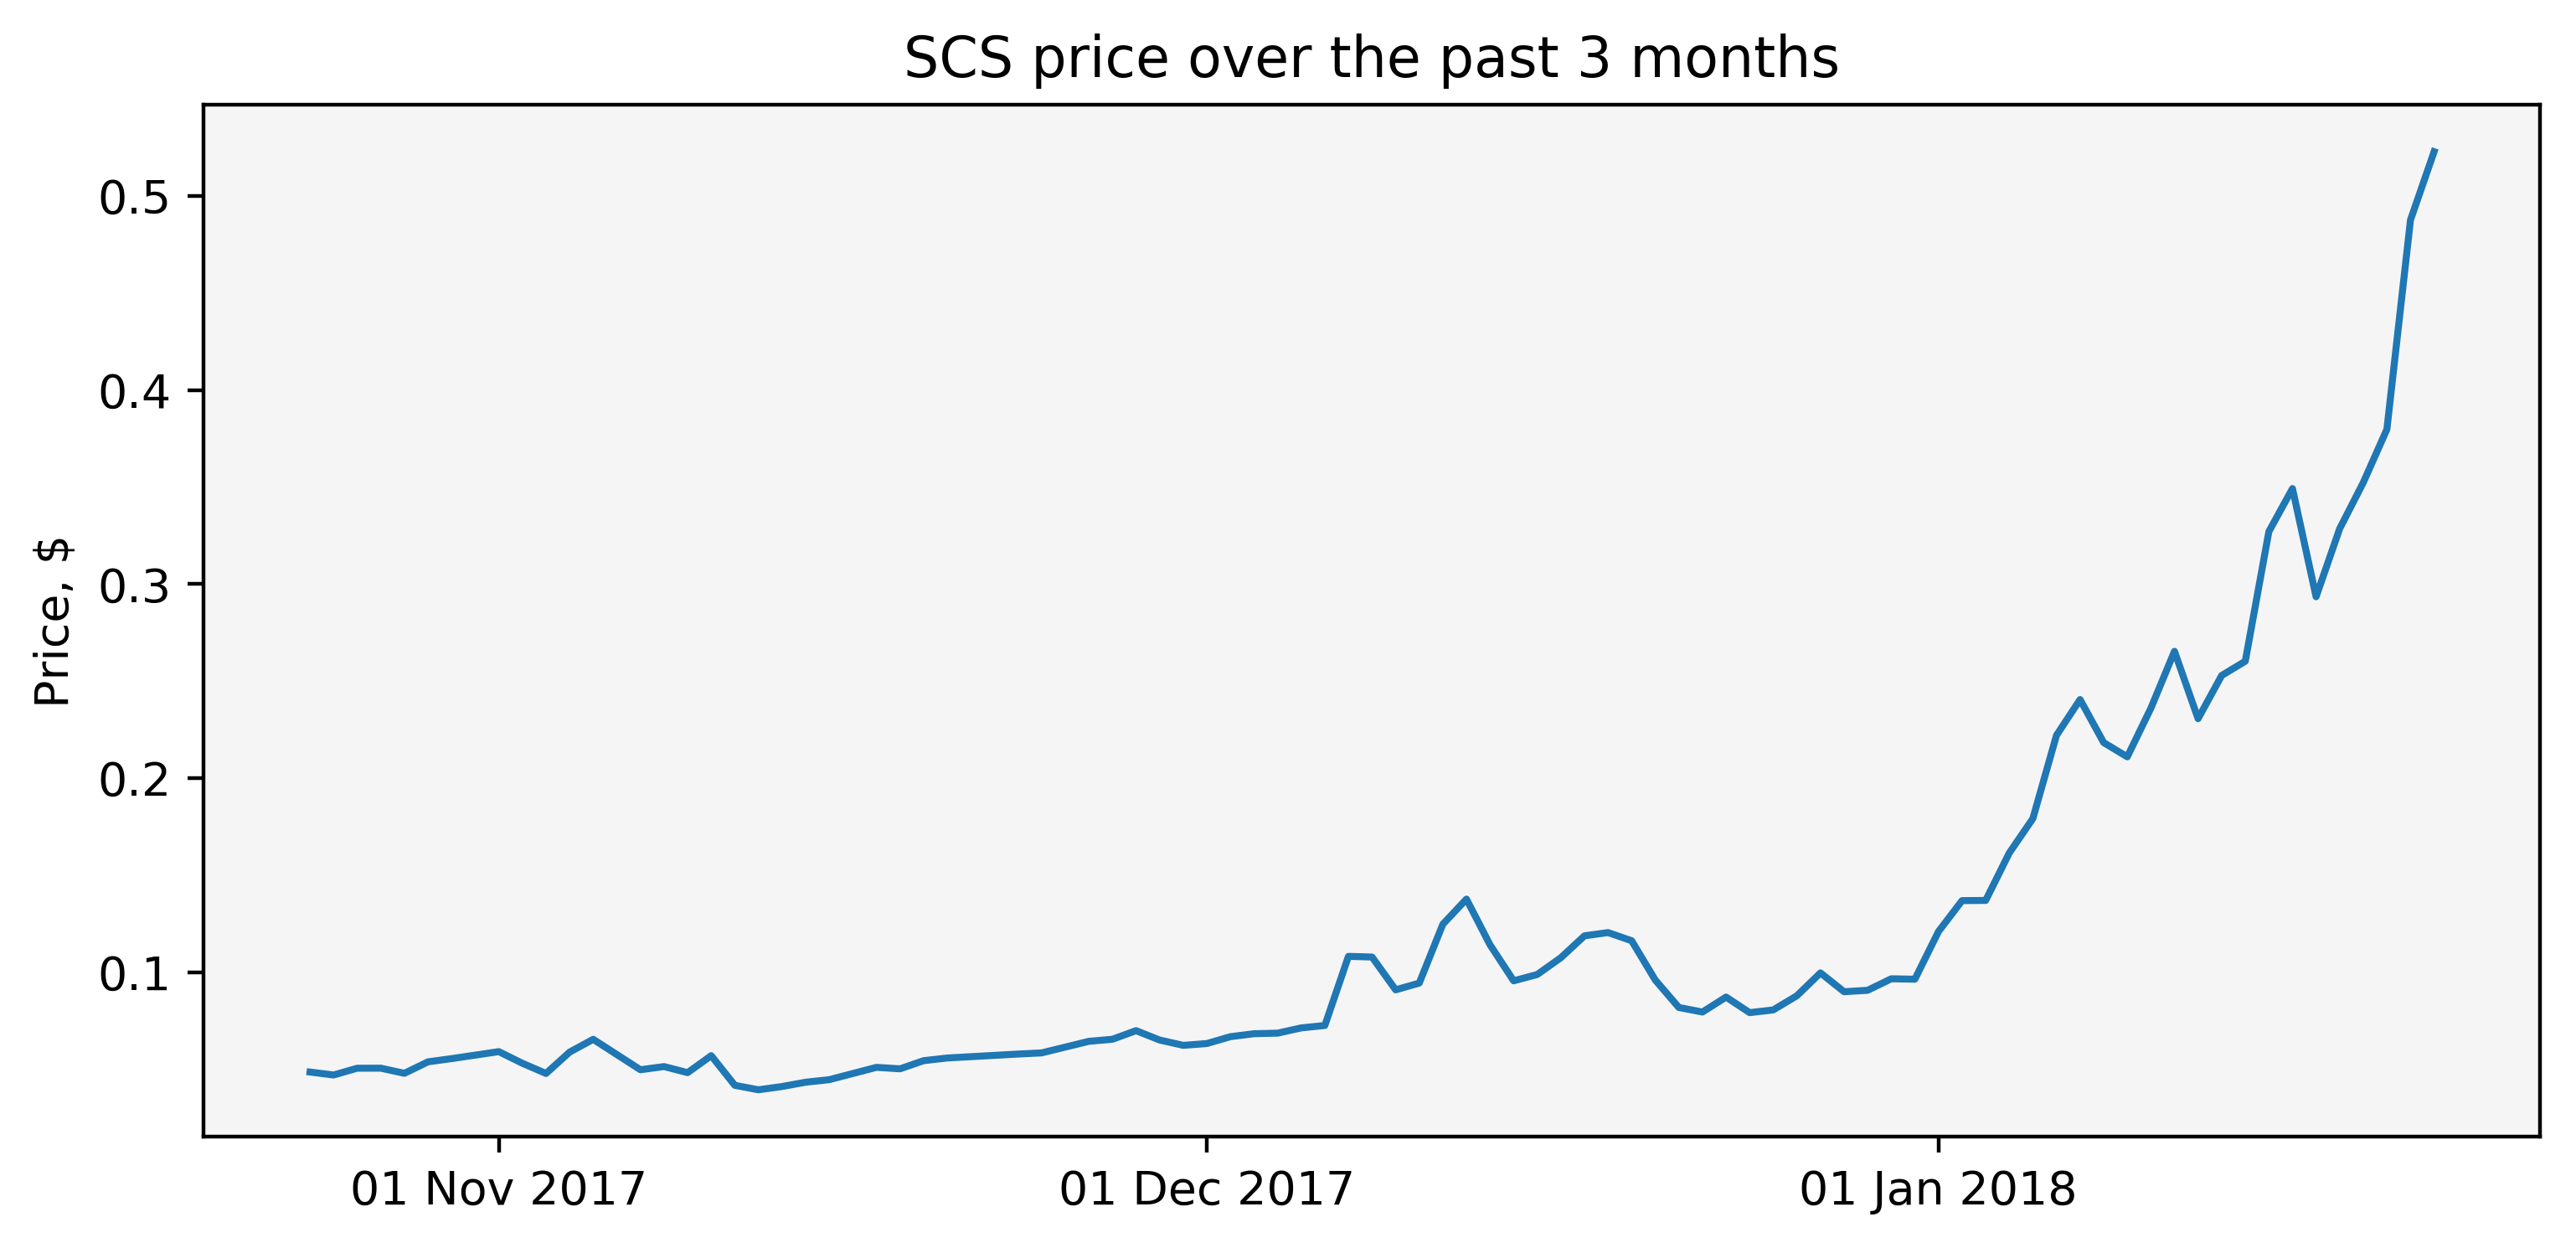 SCS price over the past 3 months
Price, $
0.5
0.4
0.3
0.2
0.1
01 Nov 2017
01 Dec 2017
01 Jan 2018